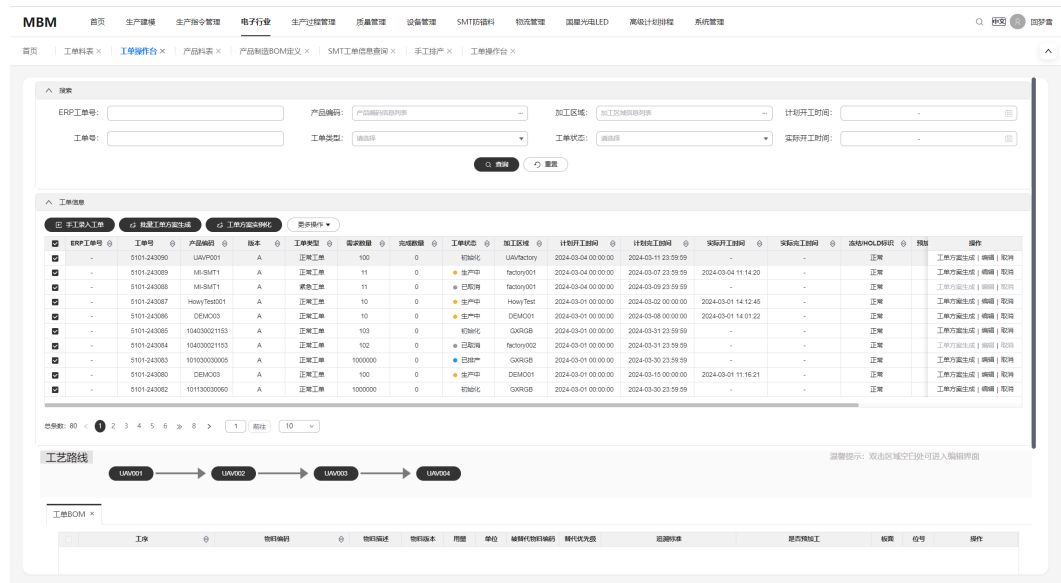 MBM 首页 生产建模 生产指令管理 电子行业 生产过程管理 质量管理 设备管理 SMT防错料 物流管理 国星光电LED 高级计划排程 系统管理 中文 回梦雪
首页 工单料表 × 工单操作台 × 产品料表 × 产品制造BOM定义 × SMT工单信息查询 × 手工排产 × 工单操作台 ×
搜索
ERP工单号: 产品编码: 产品编码信息列表 ... 加工区域: 加工区域信息列表 ... 计划开工时间: -
工单号: 工单类型: 请选择 工单状态: 请选择 实际开工时间: -
查询 重置
工单信息
手工录入工单 批量工单方案生成 工单方案实例化 更多操作
ERP工单号 工单号 产品编码 版本 工单类型 需求数量 完成数量 工单状态 加工区域 计划开工时间 计划完工时间 实际开工时间 实际完工时间 冻结/HOLD标识 预加 操作
- 5101-243090 UAVP001 A 正常工单 100 0 初始化 UAVfactory 2024-03-04 00:00:00 2024-03-11 23:59:59 - - 正常 工单方案生成 | 编辑 | 取消
- 5101-243089 MI-SMT1 A 正常工单 11 0 生产中 factory001 2024-03-04 00:00:00 2024-03-07 23:59:59 2024-03-04 11:14:20 - 正常 工单方案生成 | 编辑 | 取消
- 5101-243088 MI-SMT1 A 紧急工单 11 0 已取消 factory001 2024-03-04 00:00:00 2024-03-09 23:59:59 - - 正常 工单方案生成 | 编辑 | 取消
- 5101-243087 HowyTest001 A 正常工单 10 0 生产中 HowyTest 2024-03-01 00:00:00 2024-03-02 00:00:00 2024-03-01 14:12:45 - 正常 工单方案生成 | 编辑 | 取消
- 5101-243086 DEMO03 A 正常工单 10 0 生产中 DEMO01 2024-03-01 00:00:00 2024-03-08 00:00:00 2024-03-01 14:01:22 - 正常 工单方案生成 | 编辑 | 取消
- 5101-243085 104030021153 A 正常工单 103 0 初始化 GXRGB 2024-03-01 00:00:00 2024-03-31 23:59:59 - - 正常 工单方案生成 | 编辑 | 取消
- 5101-243084 104030021153 A 正常工单 102 0 已取消 factory002 2024-03-01 00:00:00 2024-03-31 23:59:59 - - 正常 工单方案生成 | 编辑 | 取消
- 5101-243083 101030030005 A 正常工单 1000000 0 已排产 GXRGB 2024-03-01 00:00:00 2024-03-30 23:59:59 - - 正常 工单方案生成 | 编辑 | 取消
- 5101-243080 DEMO03 A 正常工单 100 0 生产中 DEMO01 2024-03-01 00:00:00 2024-03-15 00:00:00 2024-03-01 11:16:21 - 正常 工单方案生成 | 编辑 | 取消
- 5101-243082 101130030060 A 正常工单 1000000 0 初始化 GXRGB 2024-03-01 00:00:00 2024-03-30 23:59:59 - - 正常 工单方案生成 | 编辑 | 取消
总条数: 80 < 1 2 3 4 5 6 » 8 > 1 前往 10
工艺路线 温馨提示: 双击区域空白处可进入编辑界面
UAV001 UAV002 UAV003 UAV004
工单BOM ×
工序 物料编码 物料描述 物料版本 用量 单位 被替代物料编码 替代优先级 追溯标准 是否预加工 板面 位号 操作